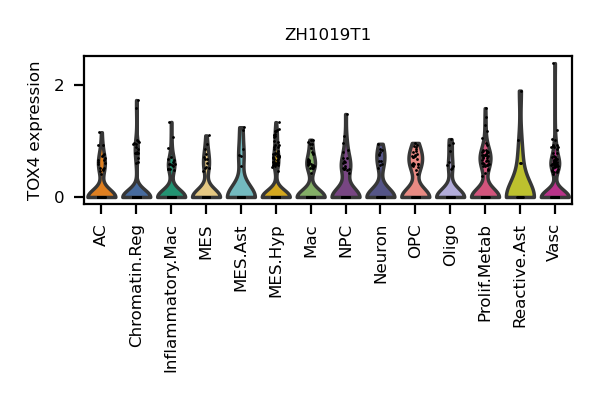 ZH1019T1
TOX4 expression
2
0
AC
Chromatin.Reg
Inflammatory.Mac
MES
MES.Ast
MES.Hyp
Mac
NPC
Neuron
OPC
Oligo
Prolif.Metab
Reactive.Ast
Vasc